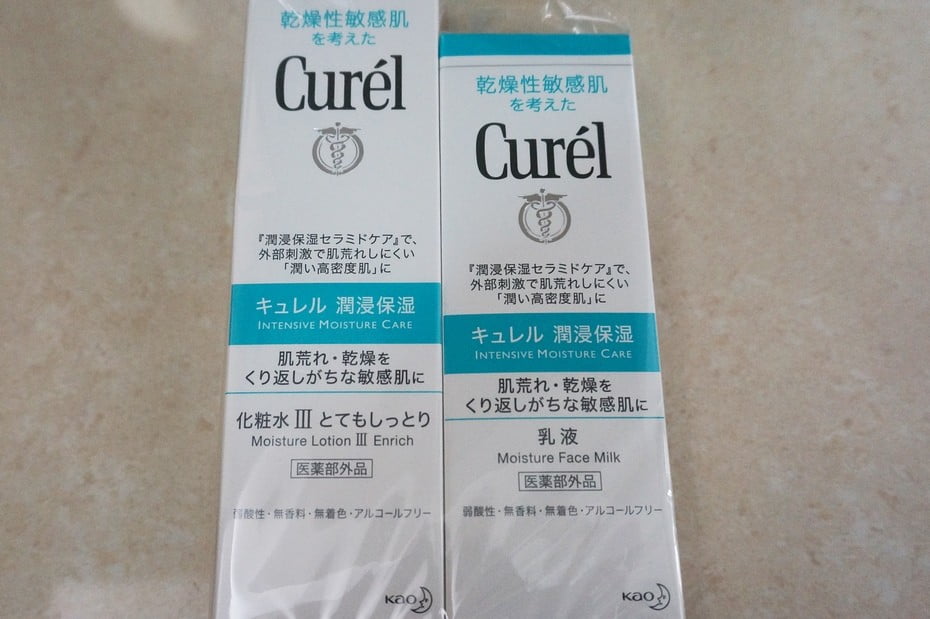 乾燥性敏感肌
を考えた
Curél
『潤浸保湿セラミドケア』で、
外部刺激で肌荒れしにくい
「潤い高密度肌」に
キュレル 潤浸保湿
INTENSIVE MOISTURE CARE
肌荒れ・乾燥を
くり返しがちな敏感肌に
化粧水 III とてもしっとり
Moisture Lotion III Enrich
医薬部外品
弱酸性・無香料・無着色・アルコールフリー
Kao
乾燥性敏感肌
を考えた
Curél
『潤浸保湿セラミドケア』で、
外部刺激で肌荒れしにくい
「潤い高密度肌」に
キュレル 潤浸保湿
INTENSIVE MOISTURE CARE
肌荒れ・乾燥を
くり返しがちな敏感肌に
乳液
Moisture Face Milk
医薬部外品
弱酸性・無香料・無着色・アルコールフリー
Kao